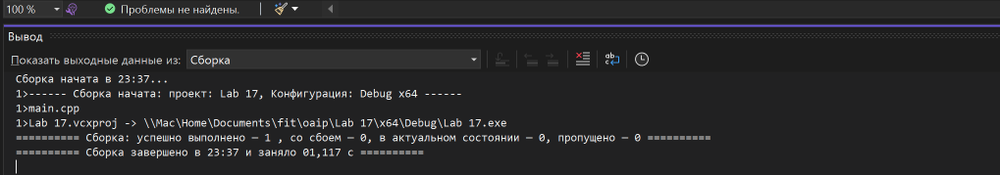 100 %
Проблемы не найдены.
Вывод
Показать выходные данные из: Сборка
Сборка начата в 23:37...
1>------ Сборка начата: проект: Lab 17, Конфигурация: Debug x64 ------
1>main.cpp
1>Lab 17.vcxproj -> \\Mac\Home\Documents\fit\oaip\Lab 17\x64\Debug\Lab 17.exe
========== Сборка: успешно выполнено — 1 , со сбоем — 0, в актуальном состоянии — 0, пропущено — 0 ==========
========== Сборка завершено в 23:37 и заняло 01,117 с ==========